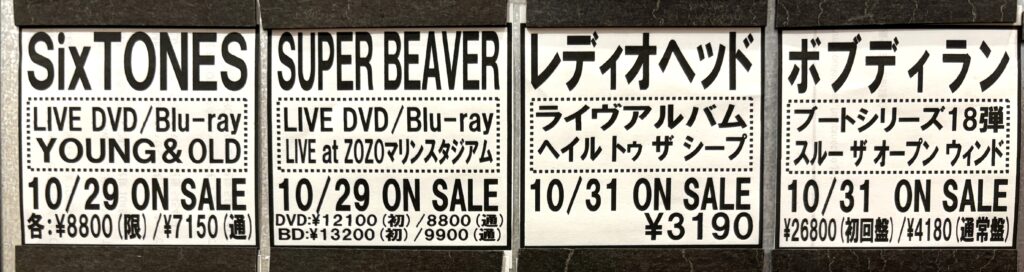 SixTONES
LIVE DVD/Blu-ray
YOUNG & OLD
10/29 ON SALE
各:¥8800(限)/¥7150(通)
SUPER BEAVER
LIVE DVD/Blu-ray
LIVE at ZOZOマリンスタジアム
10/29 ON SALE
DVD:¥12100(初)/8800(通)
BD:¥13200(初)/9900(通)
レディオヘッド
ライヴアルバム
ヘイル トゥ ザ シープ
10/31 ON SALE
¥3190
ボブディラン
ブートシリーズ18弾
スルー ザ オープン ウィンド
10/31 ON SALE
¥26800(初回盤)/¥4180(通常盤)